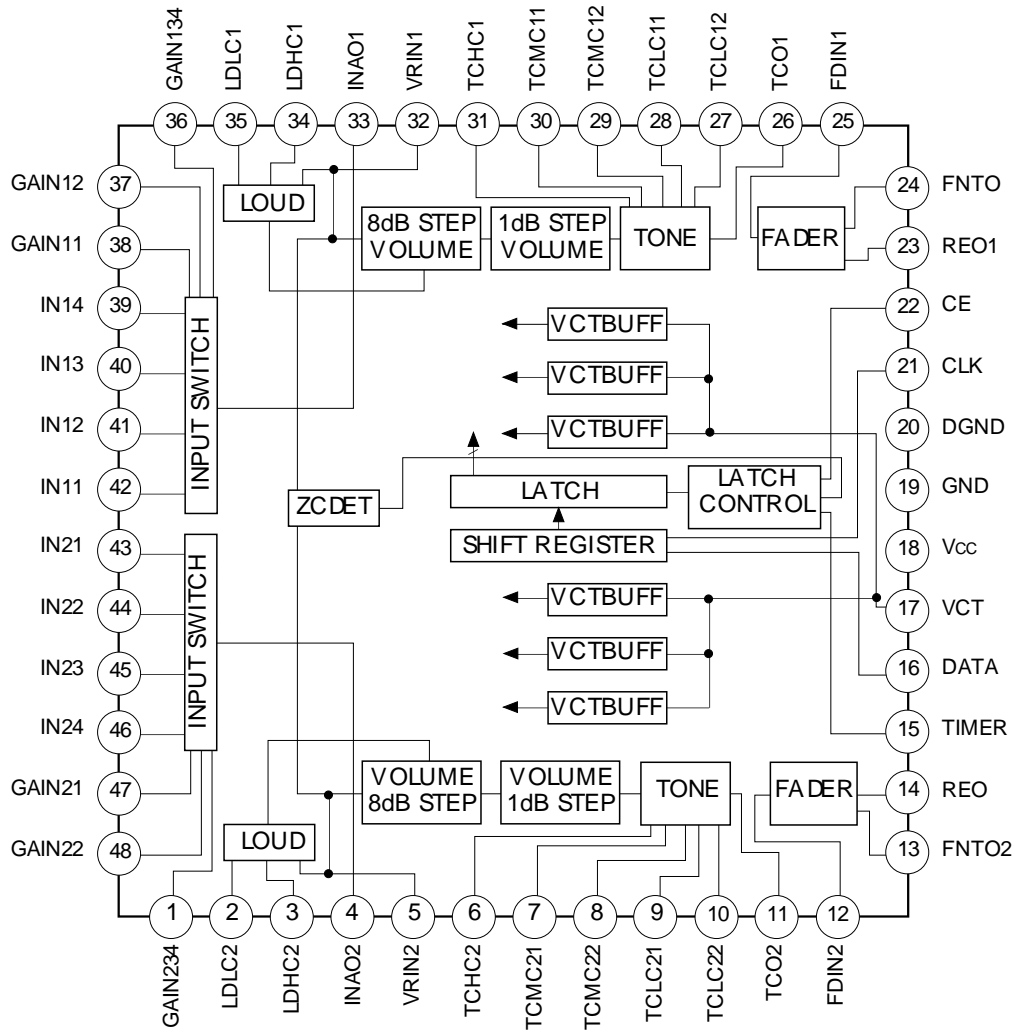 GAIN134
LDLC1
LDHC1
INAO1
VRIN1
TCHC1
TCMC11
TCMC12
TCLC11
TCLC12
TCO1
FDIN1
36
35
34
33
32
31
30
29
28
27
26
25
GAIN12
37
GAIN11
38
IN14
39
IN13
40
IN12
41
IN11
42
IN21
43
IN22
44
IN23
45
IN24
46
GAIN21
47
GAIN22
48
24
FNTO
23
REO1
22
CE
21
CLK
20
DGND
19
GND
18
Vcc
17
VCT
16
DATA
15
TIMER
14
REO
13
FNTO2
LOUD
8dB STEP
VOLUME
1dB STEP
VOLUME
TONE
FADER
INPUT SWITCH
VCTBUFF
VCTBUFF
VCTBUFF
ZCDET
LATCH
LATCH
CONTROL
SHIFT REGISTER
INPUT SWITCH
VCTBUFF
VCTBUFF
VCTBUFF
LOUD
VOLUME
8dB STEP
VOLUME
1dB STEP
TONE
FADER
1
2
3
4
5
6
7
8
9
10
11
12
GAIN234
LDLC2
LDHC2
INAO2
VRIN2
TCHC2
TCMC21
TCMC22
TCLC21
TCLC22
TCO2
FDIN2